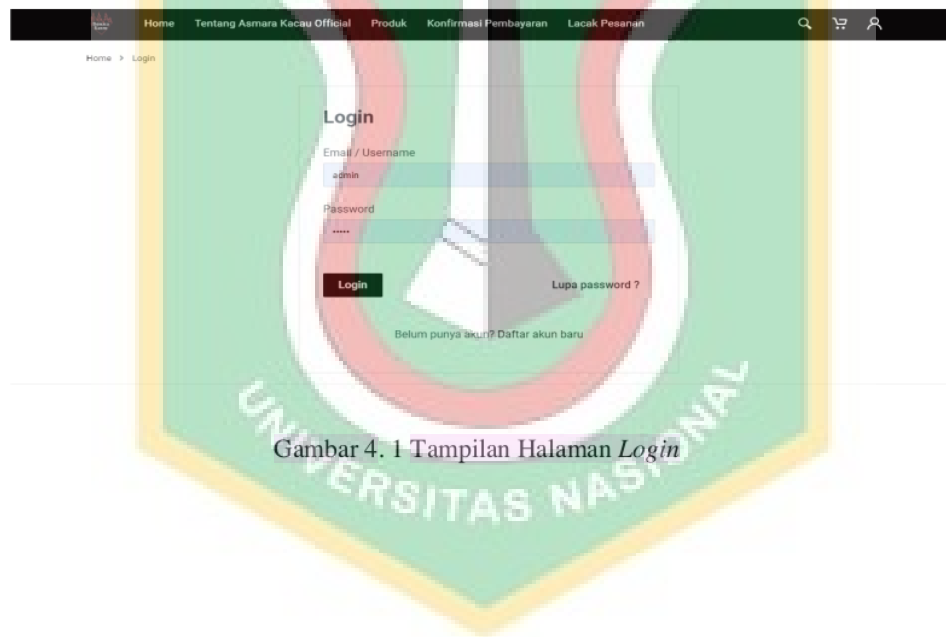 Home Tentang Asmara Kacau Official Produk Konfirmasi Pembayaran Lacak Pesanan
Home > Login
Login
Email / Username
admin
Password
•••••
Login Lupa password ?
Belum punya akun? Daftar akun baru
Gambar 4. 1 Tampilan Halaman Login
UNIVERSITAS NASIONAL